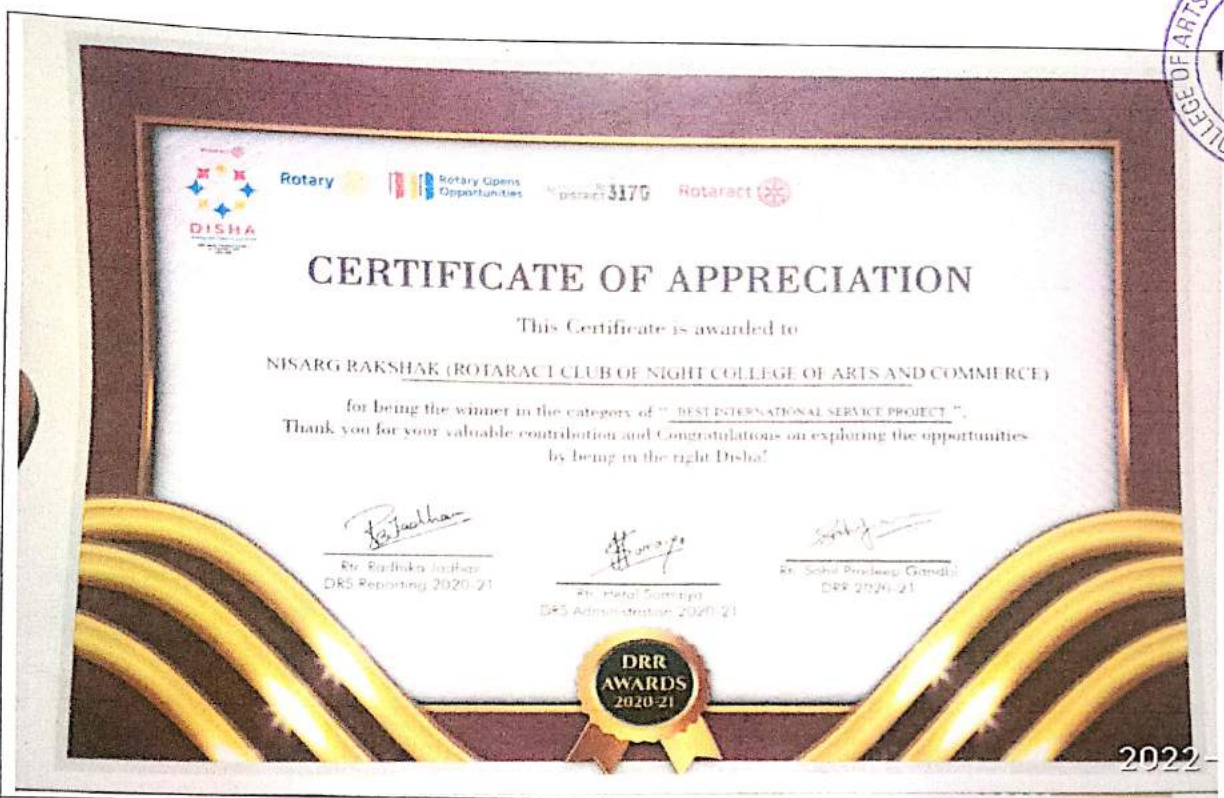 COLLEGE OF ARTS
Rotary
Rotary Opens
Opportunities
DISTRICT 3170
Rotaract
DISHA
CERTIFICATE OF APPRECIATION
This Certificate is awarded to
NISARG RAKSHAK (ROTARACT CLUB OF NIGHT COLLEGE OF ARTS AND COMMERCE)
for being the winner in the category of " BEST INTERNATIONAL SERVICE PROJECT ".
Thank you for your valuable contribution and Congratulations on exploring the opportunities
by being in the right Disha!
Rtr. Radhika Jadhav
DRS Reporting 2020-21
Rtr. Hetal Somaiya
DRS Administration 2020-21
Rtr. Sahil Pradeep Gandhi
DRR 2020-21
DRR
AWARDS
2020-21
2022-